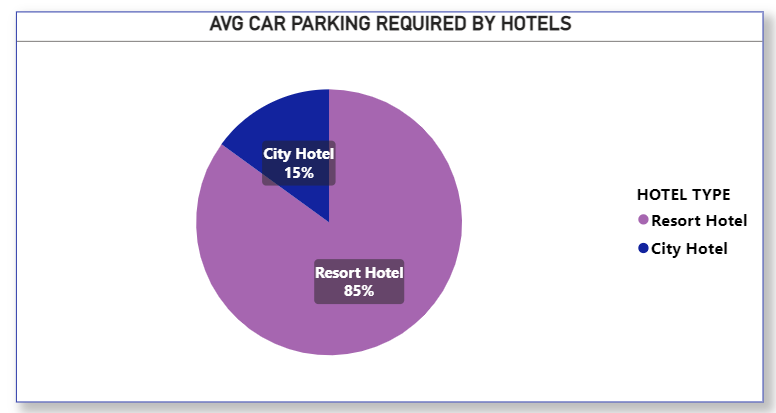 AVG CAR PARKING REQUIRED BY HOTELS
City Hotel
15%
Resort Hotel
85%
HOTEL TYPE
Resort Hotel
City Hotel